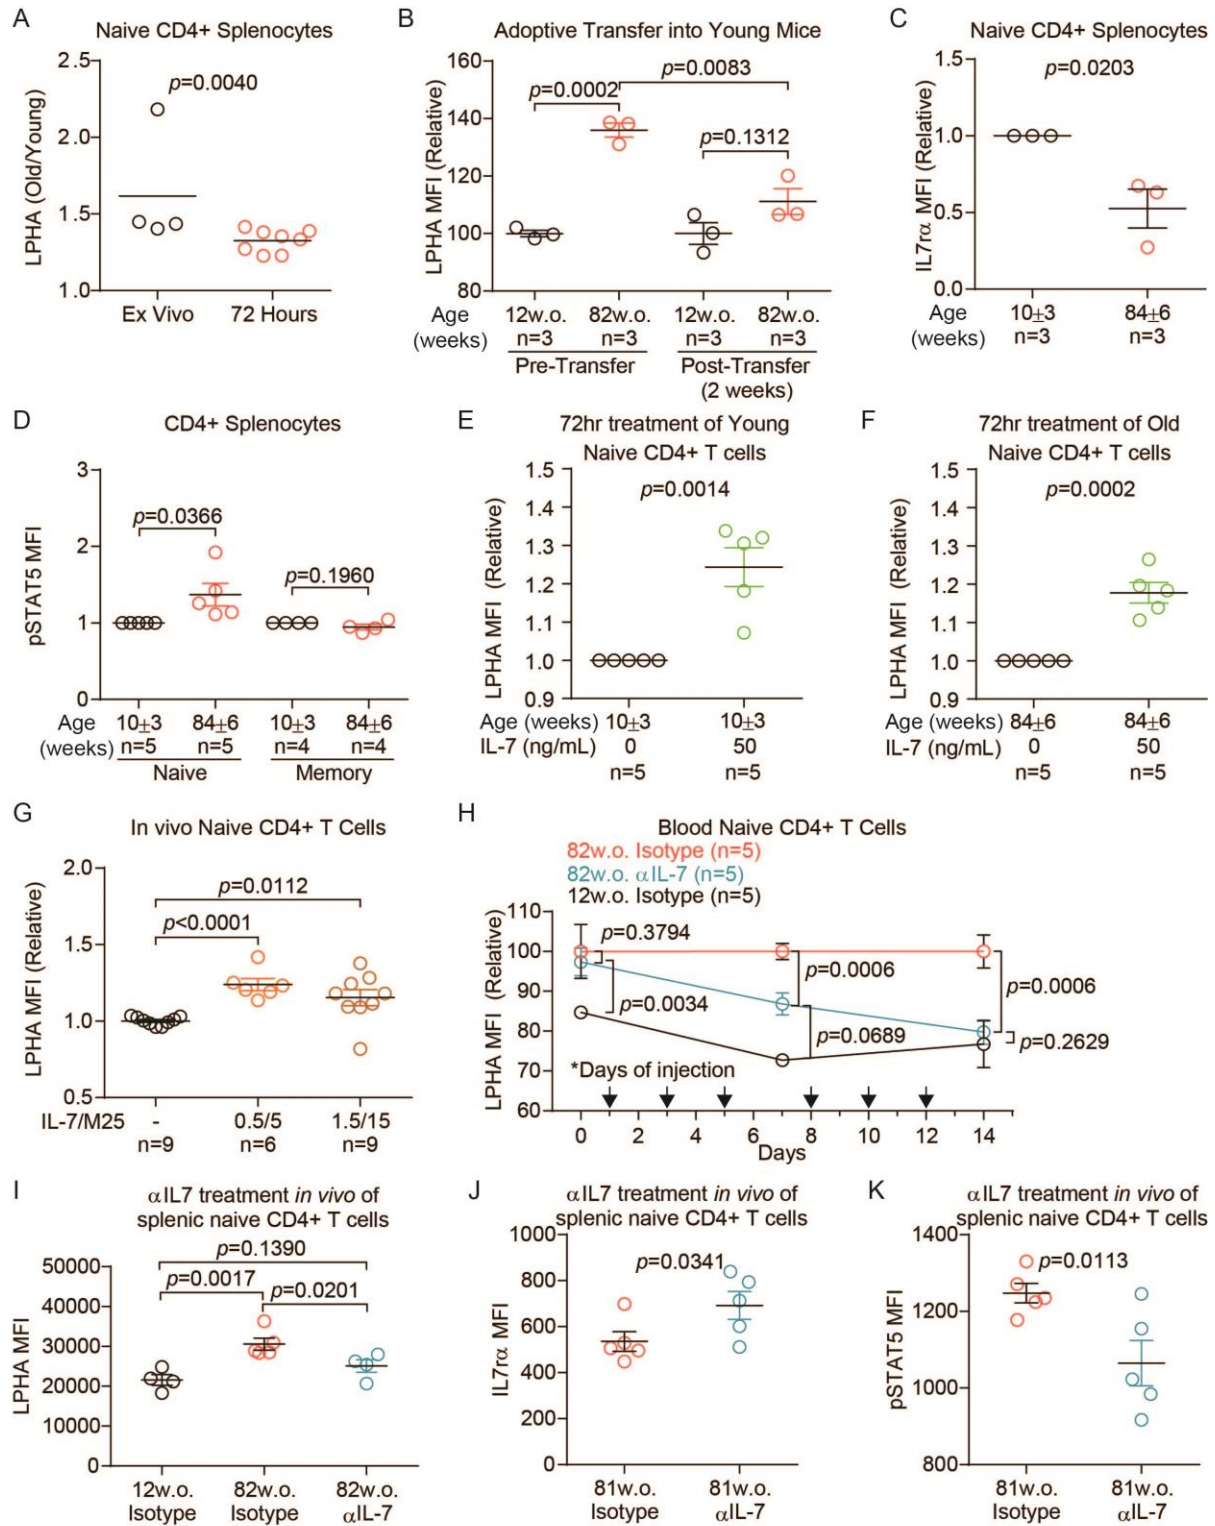 A
Naive CD4+ Splenocytes
LPHA (Old/Young)
2.5
2.0
1.5
1.0
p=0.0040
Ex Vivo
72 Hours
B
Adoptive Transfer into Young Mice
LPHA MFI (Relative)
160
140
120
100
80
p=0.0002
p=0.0083
p=0.1312
Age (weeks)
12w.o. 82w.o. 12w.o. 82w.o.
n=3 n=3 n=3 n=3
Pre-Transfer
Post-Transfer
(2 weeks)
C
Naive CD4+ Splenocytes
IL7rα MFI (Relative)
1.5
1.0
0.5
0.0
p=0.0203
Age (weeks)
10±3 84±6
n=3 n=3
D
CD4+ Splenocytes
pSTAT5 MFI
3
2
1
0
p=0.0366
p=0.1960
Age (weeks)
10±3 84±6 10±3 84±6
n=5 n=5 n=4 n=4
Naive
Memory
E
72hr treatment of Young
Naive CD4+ T cells
LPHA MFI (Relative)
1.5
1.4
1.3
1.2
1.1
1.0
0.9
p=0.0014
Age (weeks) 10±3 10±3
IL-7 (ng/mL) 0 50
n=5 n=5
F
72hr treatment of Old
Naive CD4+ T cells
LPHA MFI (Relative)
1.5
1.4
1.3
1.2
1.1
1.0
0.9
p=0.0002
Age (weeks) 84±6 84±6
IL-7 (ng/mL) 0 50
n=5 n=5
G
In vivo Naive CD4+ T Cells
LPHA MFI (Relative)
2.0
1.5
1.0
0.5
p=0.0112
p<0.0001
IL-7/M25 - 0.5/5 1.5/15
n=9 n=6 n=9
H
Blood Naive CD4+ T Cells
82w.o. Isotype (n=5)
82w.o. αIL-7 (n=5)
12w.o. Isotype (n=5)
LPHA MFI (Relative)
110
100
90
80
70
60
p=0.3794
p=0.0034
p=0.0006
p=0.0689
p=0.0006
p=0.2629
*Days of injection
0 2 4 6 8 10 12 14
Days
I
αIL7 treatment in vivo of
splenic naive CD4+ T cells
LPHA MFI
50000
40000
30000
20000
10000
0
p=0.1390
p=0.0017
p=0.0201
12w.o. 82w.o. 82w.o.
Isotype Isotype αIL-7
J
αIL7 treatment in vivo of
splenic naive CD4+ T cells
IL7rα MFI
1000
800
600
400
200
0
p=0.0341
81w.o. 81w.o.
Isotype αIL-7
K
αIL7 treatment in vivo of
splenic naive CD4+ T cells
pSTAT5 MFI
1400
1200
1000
800
p=0.0113
81w.o. 81w.o.
Isotype αIL-7